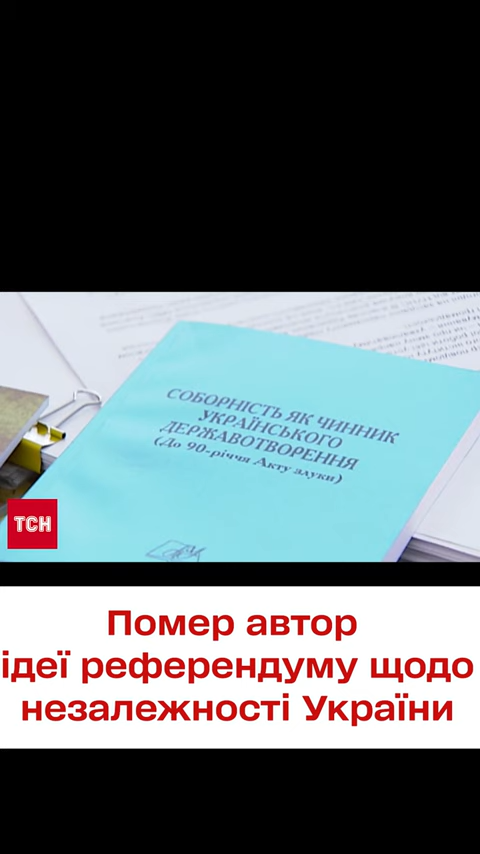 СОБОРНІСТЬ ЯК ЧИННИК
УКРАЇНСЬКОГО
ДЕРЖАВОТВОРЕННЯ
(До 90-річчя Акту злуки)
ТСН
Помер автор
ідеї референдуму щодо
незалежності України